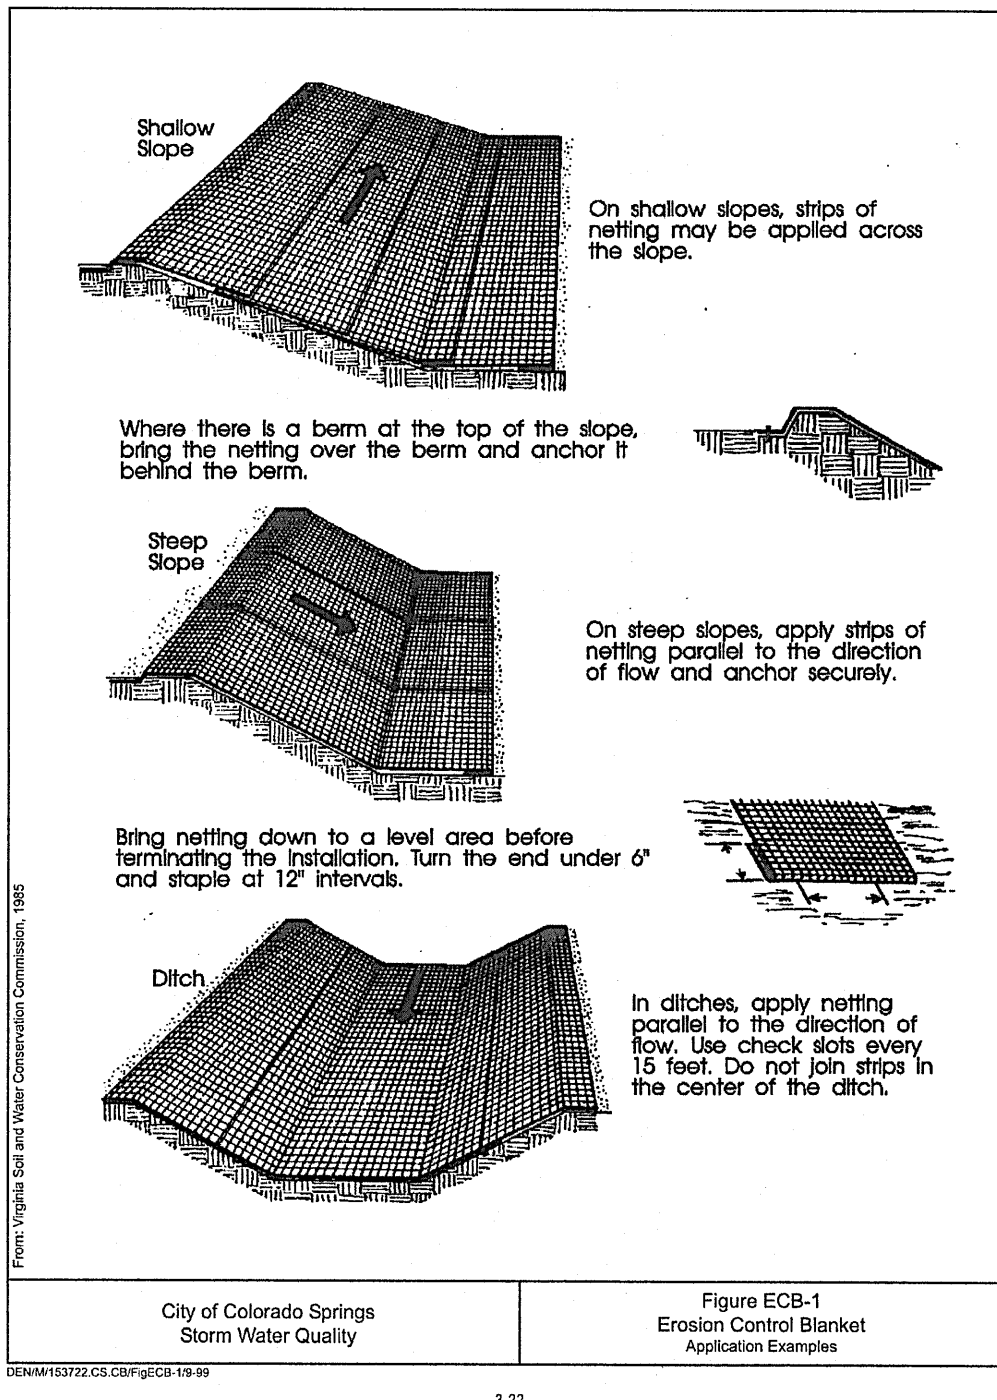 Shallow
Slope
On shallow slopes, strips of
netting may be applied across
the slope.
Where there is a berm at the top of the slope,
bring the netting over the berm and anchor it
behind the berm.
Steep
Slope
On steep slopes, apply strips of
netting parallel to the direction
of flow and anchor securely.
Bring netting down to a level area before
terminating the installation. Turn the end under 6"
and staple at 12" intervals.
Ditch
In ditches, apply netting
parallel to the direction of
flow. Use check slots every
15 feet. Do not join strips in
the center of the ditch.
From: Virginia Soil and Water Conservation Commission, 1985
City of Colorado Springs
Storm Water Quality
Figure ECB-1
Erosion Control Blanket
Application Examples
DEN/M/153722.CS.CB/FigECB-1/9-99
3-22